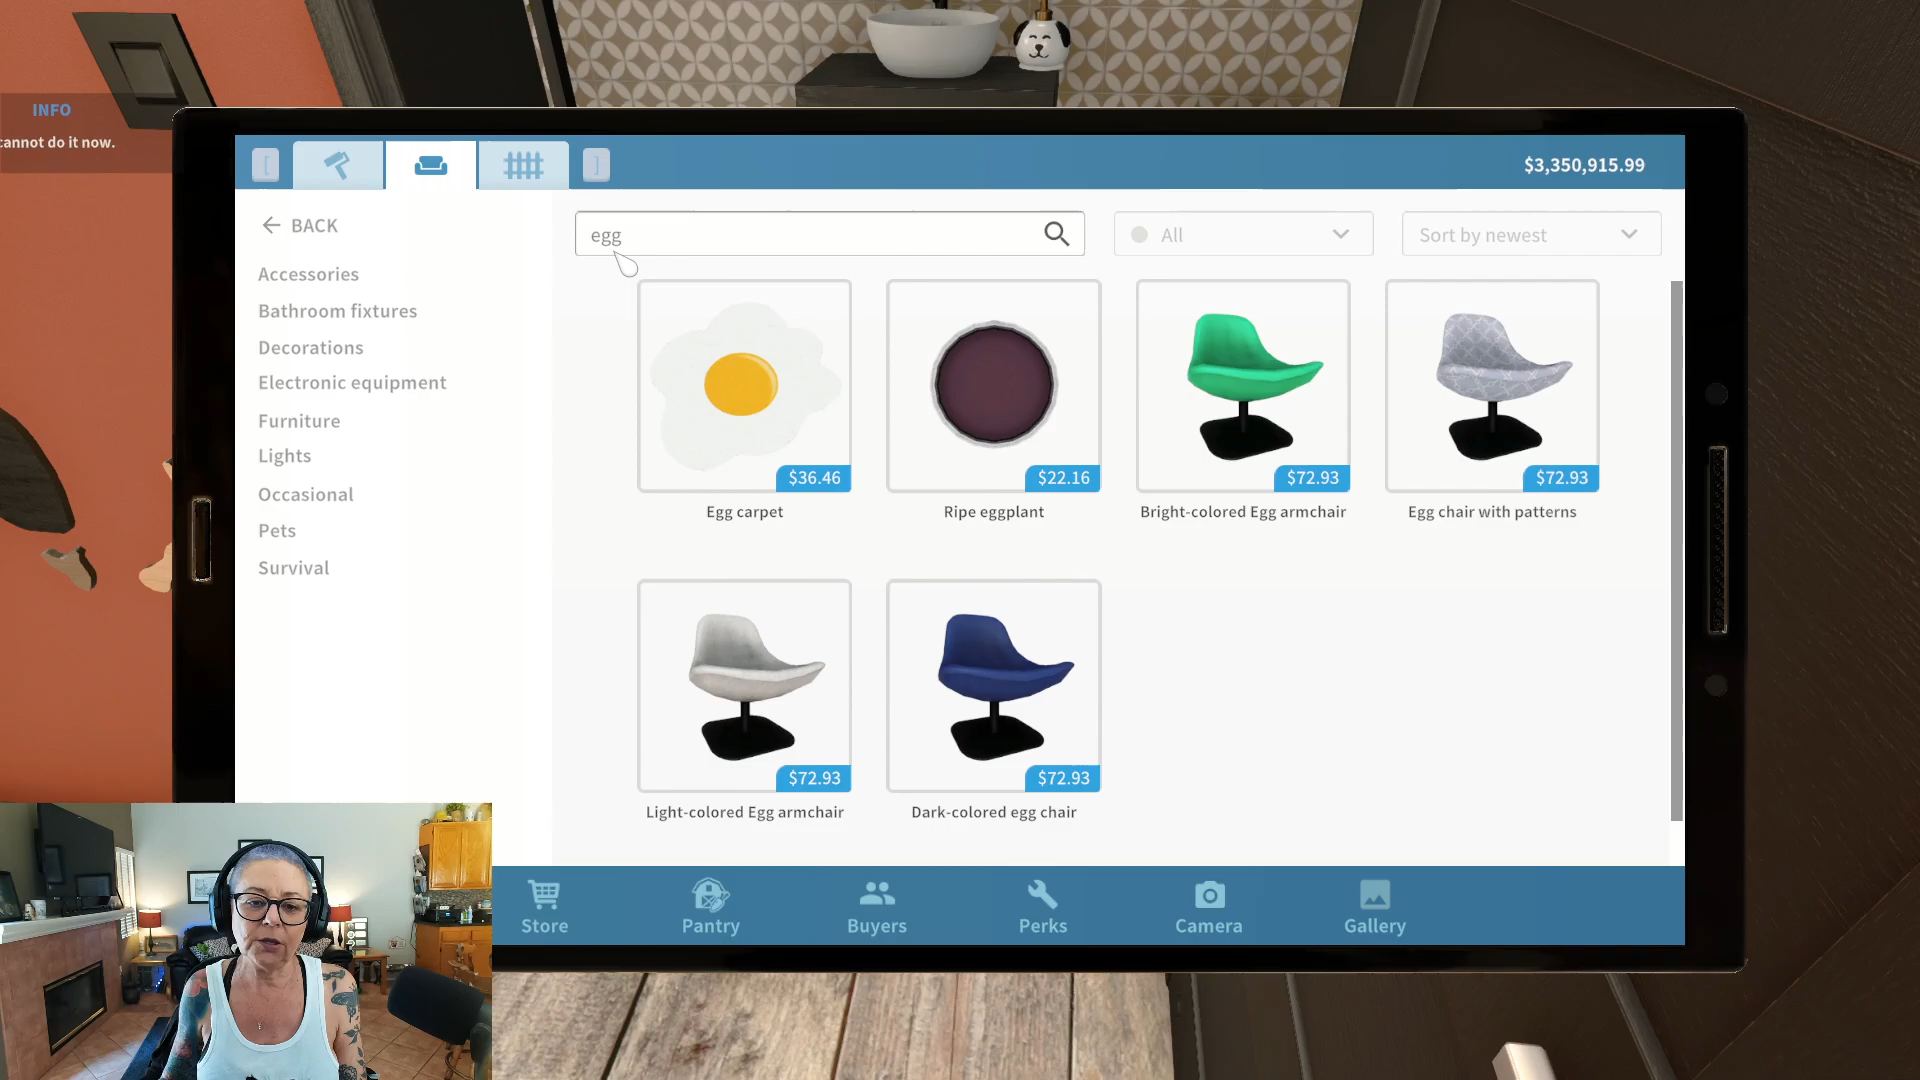 INFO
cannot do it now.
[
]
$3,350,915.99
BACK
Accessories
Bathroom fixtures
Decorations
Electronic equipment
Furniture
Lights
Occasional
Pets
Survival
egg
All
Sort by newest
$36.46
Egg carpet
$22.16
Ripe eggplant
$72.93
Bright-colored Egg armchair
$72.93
Egg chair with patterns
$72.93
Light-colored Egg armchair
$72.93
Dark-colored egg chair
Store
Pantry
Buyers
Perks
Camera
Gallery